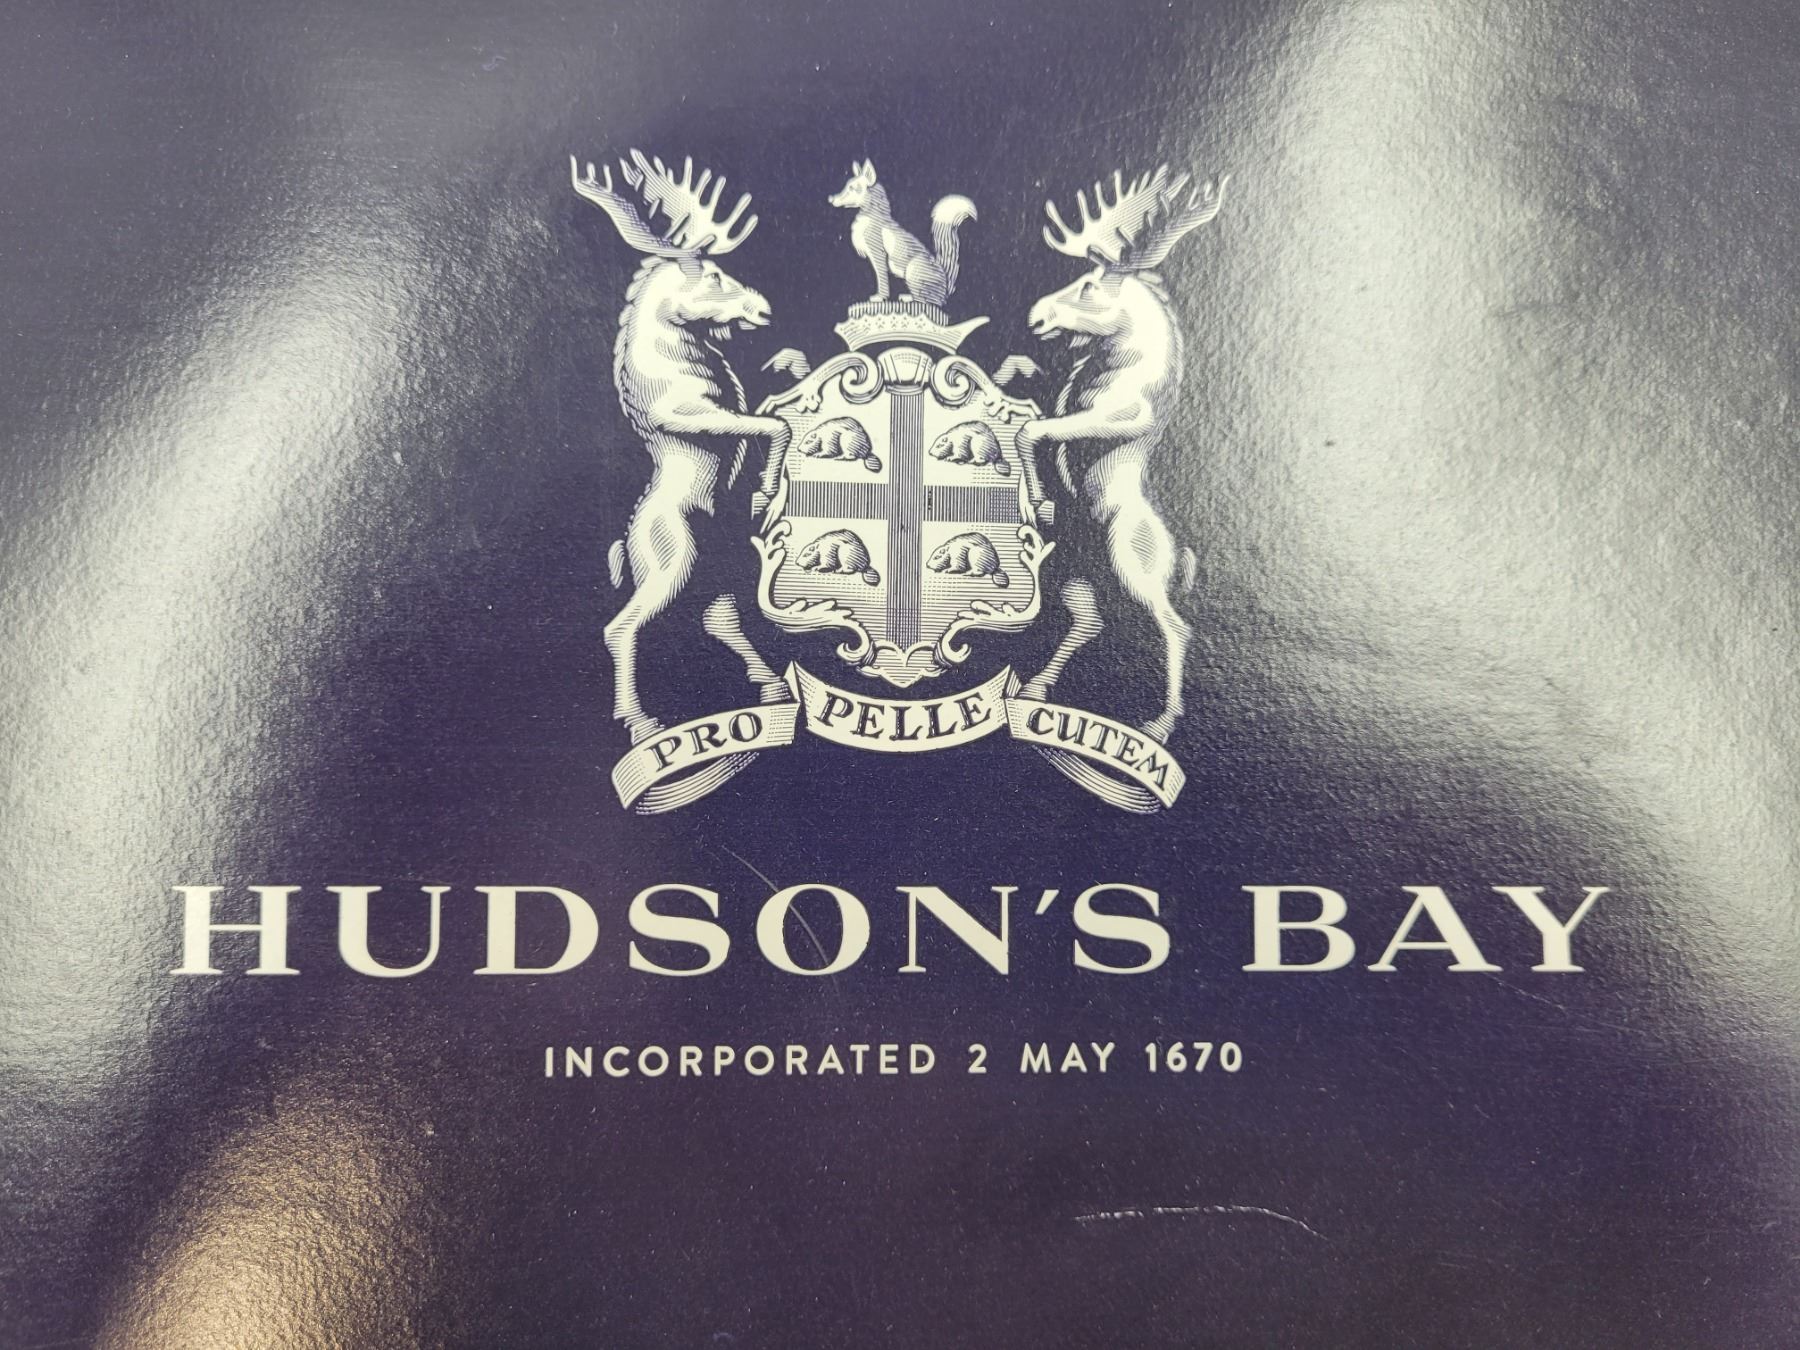 PRO PELLE CUTEM
HUDSON'S BAY
INCORPORATED 2 MAY 1670